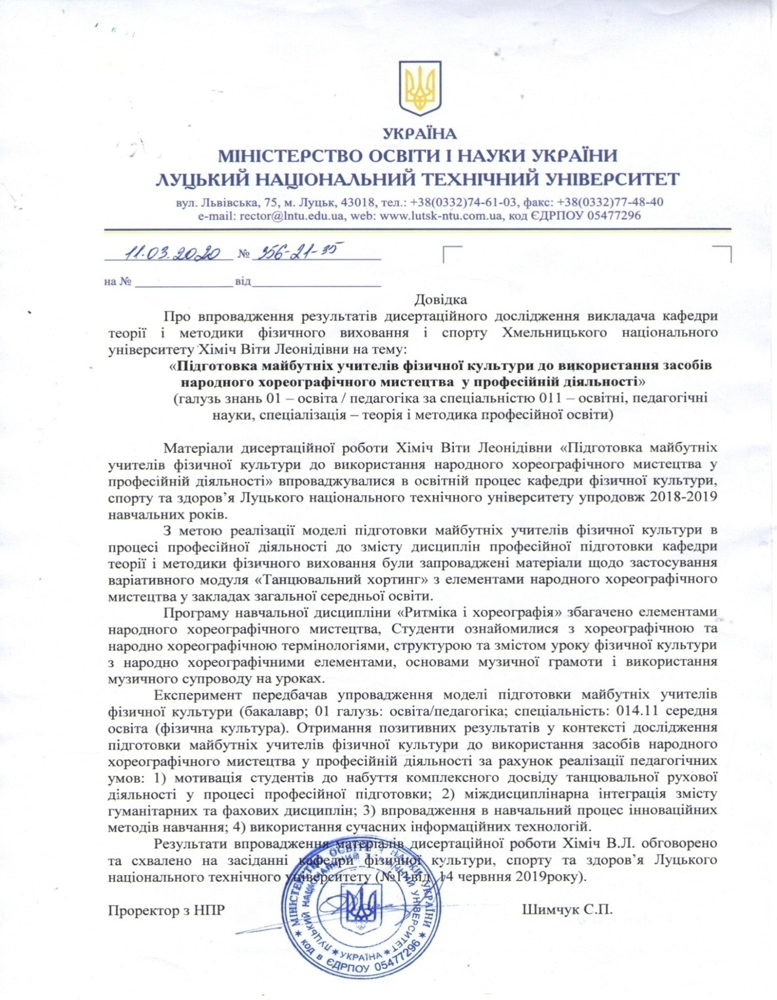 УКРАЇНА
МІНІСТЕРСТВО ОСВІТИ І НАУКИ УКРАЇНИ
ЛУЦЬКИЙ НАЦІОНАЛЬНИЙ ТЕХНІЧНИЙ УНІВЕРСИТЕТ
вул. Львівська, 75, м. Луцьк, 43018, тел.: +38(0332)74-61-03, факс: +38(0332)77-48-40
e-mail: rector@lntu.edu.ua, web: www.lutsk-ntu.com.ua, код ЄДРПОУ 05477296
11.03.2020 № 356-21-35
на № від
Довідка
Про впровадження результатів дисертаційного дослідження викладача кафедри
теорії і методики фізичного виховання і спорту Хмельницького національного
університету Хіміч Віти Леонідівни на тему:
«Підготовка майбутніх учителів фізичної культури до використання засобів
народного хореографічного мистецтва у професійній діяльності»
(галузь знань 01 – освіта / педагогіка за спеціальністю 011 – освітні, педагогічні
науки, спеціалізація – теорія і методика професійної освіти)
Матеріали дисертаційної роботи Хіміч Віти Леонідівни «Підготовка майбутніх
учителів фізичної культури до використання народного хореографічного мистецтва у
професійній діяльності» впроваджувалися в освітній процес кафедри фізичної культури,
спорту та здоров’я Луцького національного технічного університету упродовж 2018-2019
навчальних років.
З метою реалізації моделі підготовки майбутніх учителів фізичної культури в
процесі професійної діяльності до змісту дисциплін професійної підготовки кафедри
теорії і методики фізичного виховання були запроваджені матеріали щодо застосування
варіативного модуля «Танцювальний хортинг» з елементами народного хореографічного
мистецтва у закладах загальної середньої освіти.
Програму навчальної дисципліни «Ритміка і хореографія» збагачено елементами
народного хореографічного мистецтва, Студенти ознайомилися з хореографічною та
народно хореографічною термінологіями, структурою та змістом уроку фізичної культури
з народно хореографічними елементами, основами музичної грамоти і використання
музичного супроводу на уроках.
Експеримент передбачав упровадження моделі підготовки майбутніх учителів
фізичної культури (бакалавр; 01 галузь: освіта/педагогіка; спеціальність: 014.11 середня
освіта (фізична культура). Отримання позитивних результатів у контексті дослідження
підготовки майбутніх учителів фізичної культури до використання засобів народного
хореографічного мистецтва у професійній діяльності за рахунок реалізації педагогічних
умов: 1) мотивація студентів до набуття комплексного досвіду танцювальної рухової
діяльності у процесі професійної підготовки; 2) міждисциплінарна інтеграція змісту
гуманітарних та фахових дисциплін; 3) впровадження в навчальний процес інноваційних
методів навчання; 4) використання сучасних інформаційних технологій.
Результати впровадження матеріалів дисертаційної роботи Хіміч В.Л. обговорено
та схвалено на засіданні кафедри фізичної культури, спорту та здоров’я Луцького
національного технічного університету (№11 від 14 червння 2019року).
Проректор з НПР Шимчук С.П.
МІНІСТЕРСТВО ОСВІТИ І НАУКИ УКРАЇНИ
ЛУЦЬКИЙ НАЦІОНАЛЬНИЙ ТЕХНІЧНИЙ УНІВЕРСИТЕТ
УКРАЇНА
код в ЄДРПОУ 05477296